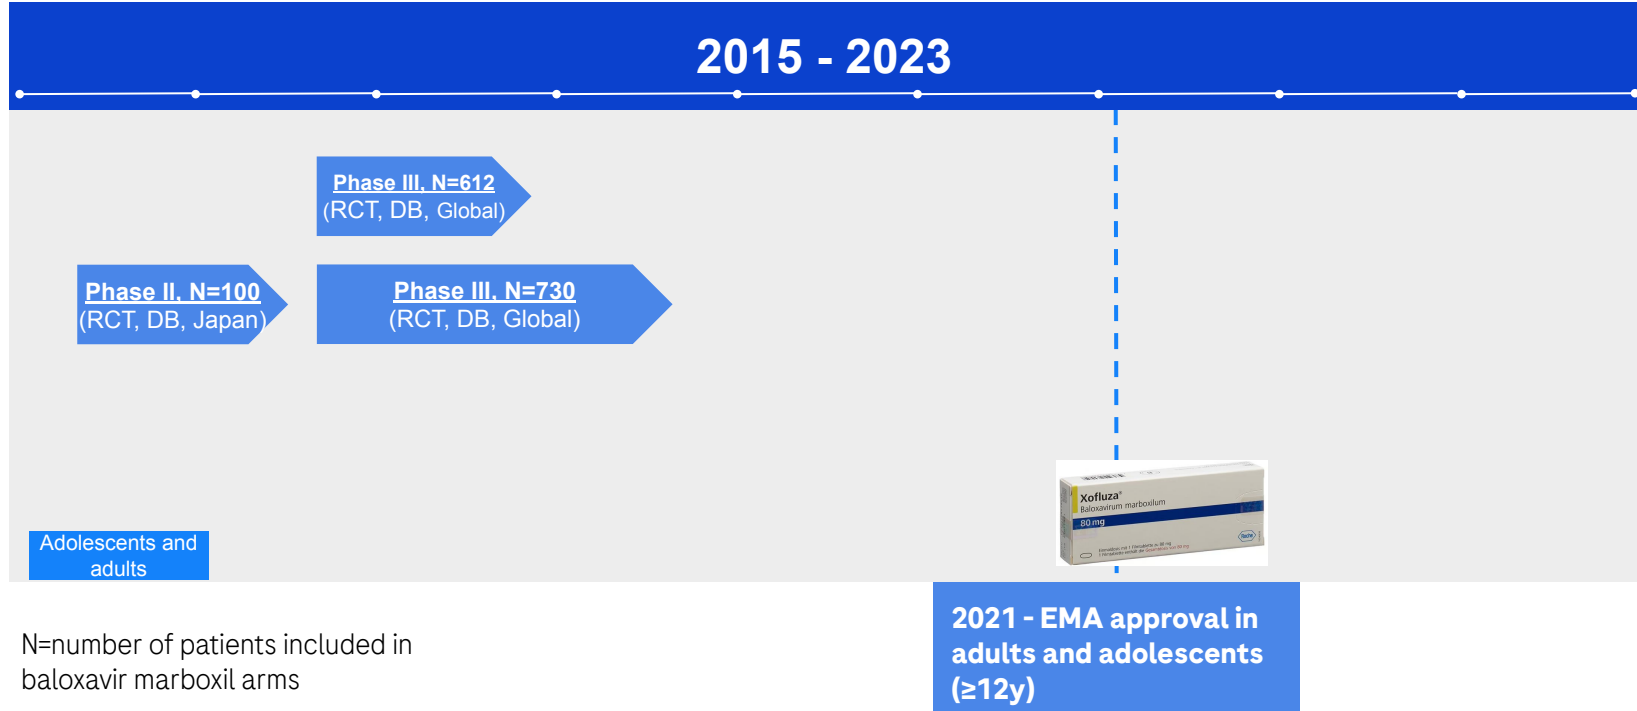 2015 - 2023
Phase III, N=612
(RCT, DB, Global)
Phase II, N=100
(RCT, DB, Japan)
Phase III, N=730
(RCT, DB, Global)
Xofluza®
Baloxavirum marboxilum
80 mg
Roche
Adolescents and
adults
N=number of patients included in
baloxavir marboxil arms
2021 - EMA approval in
adults and adolescents
(≥12y)